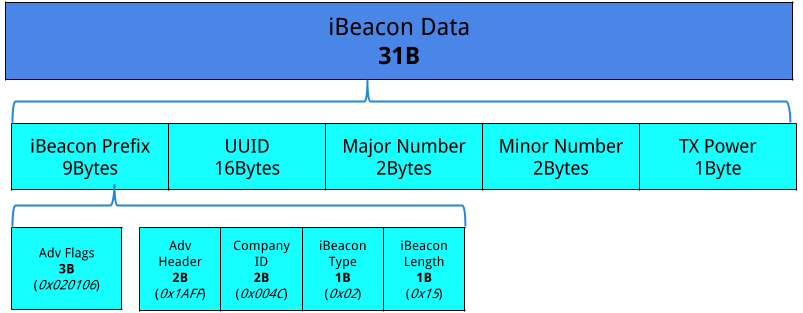 iBeacon Data
31B
iBeacon Prefix
9Bytes
UUID
16Bytes
Major Number
2Bytes
Minor Number
2Bytes
TX Power
1Byte
Adv Flags
3B
(0x020106)
Adv
Header
2B
(0x1AFF)
Company
ID
2B
(0x004C)
iBeacon
Type
1B
(0x02)
iBeacon
Length
1B
(0x15)